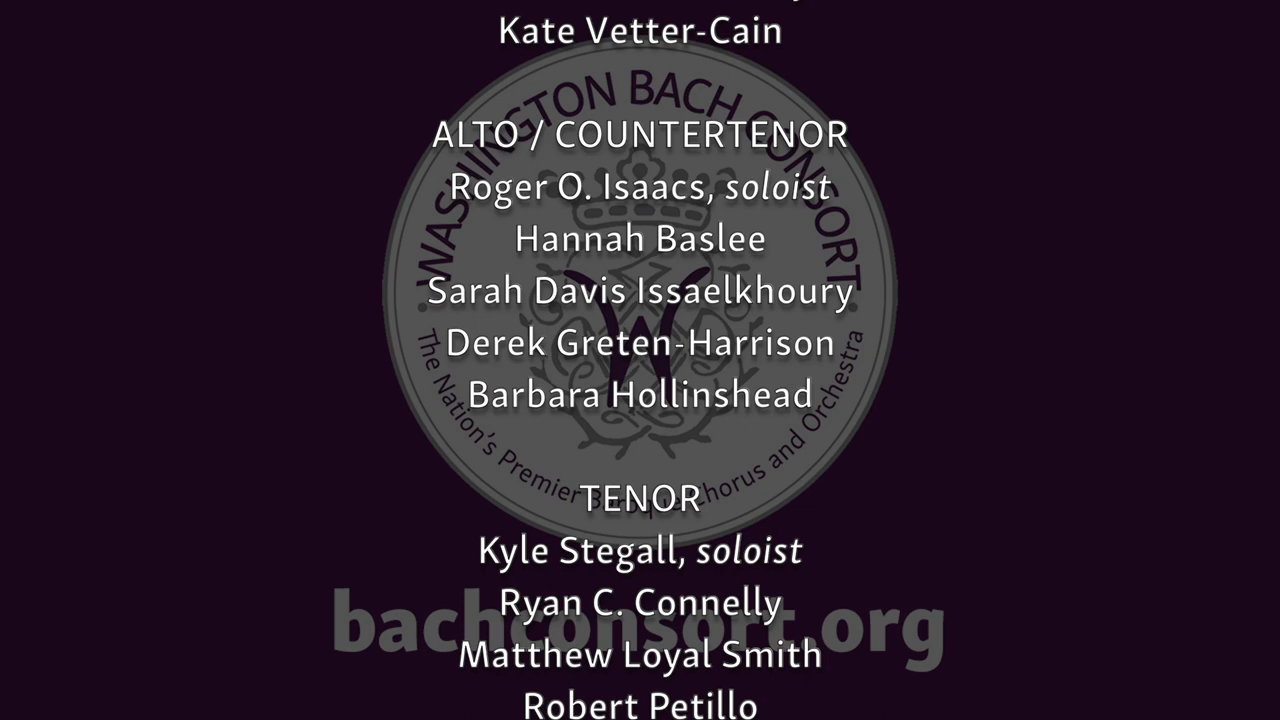 Kate Vetter-Cain
ALTO / COUNTERTENOR
Roger O. Isaacs, soloist
Hannah Baslee
Sarah Davis Issaelkhoury
Derek Greten-Harrison
Barbara Hollinshead
TENOR
Kyle Stegall, soloist
Ryan C. Connelly
Matthew Loyal Smith
Robert Petillo
WASHINGTON BACH CONSORT
The Nation's Premier Baroque Chorus and Orchestra
bachconsort.org